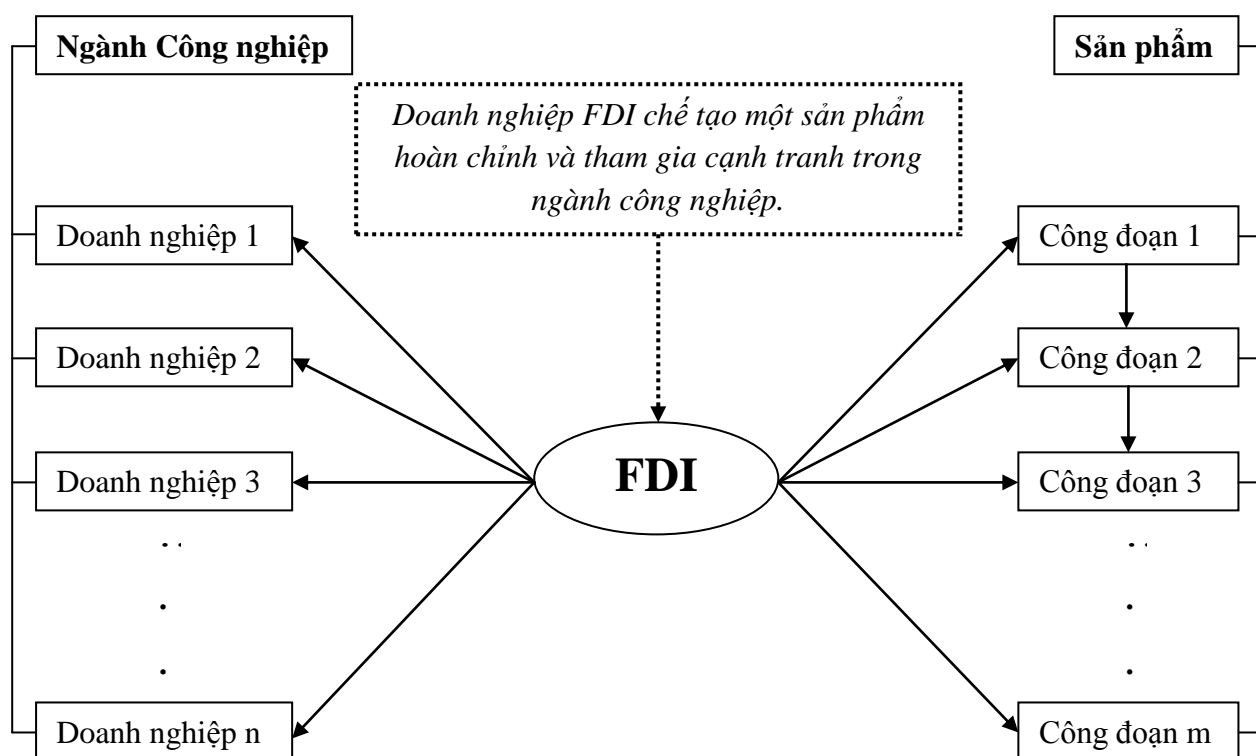 Ngành Công nghiệp
Sản phẩm
Doanh nghiệp FDI chế tạo một sản phẩm
hoàn chỉnh và tham gia cạnh tranh trong
ngành công nghiệp.
Doanh nghiệp 1
Công đoạn 1
Doanh nghiệp 2
Công đoạn 2
Doanh nghiệp 3
FDI
Công đoạn 3
Doanh nghiệp n
Công đoạn m